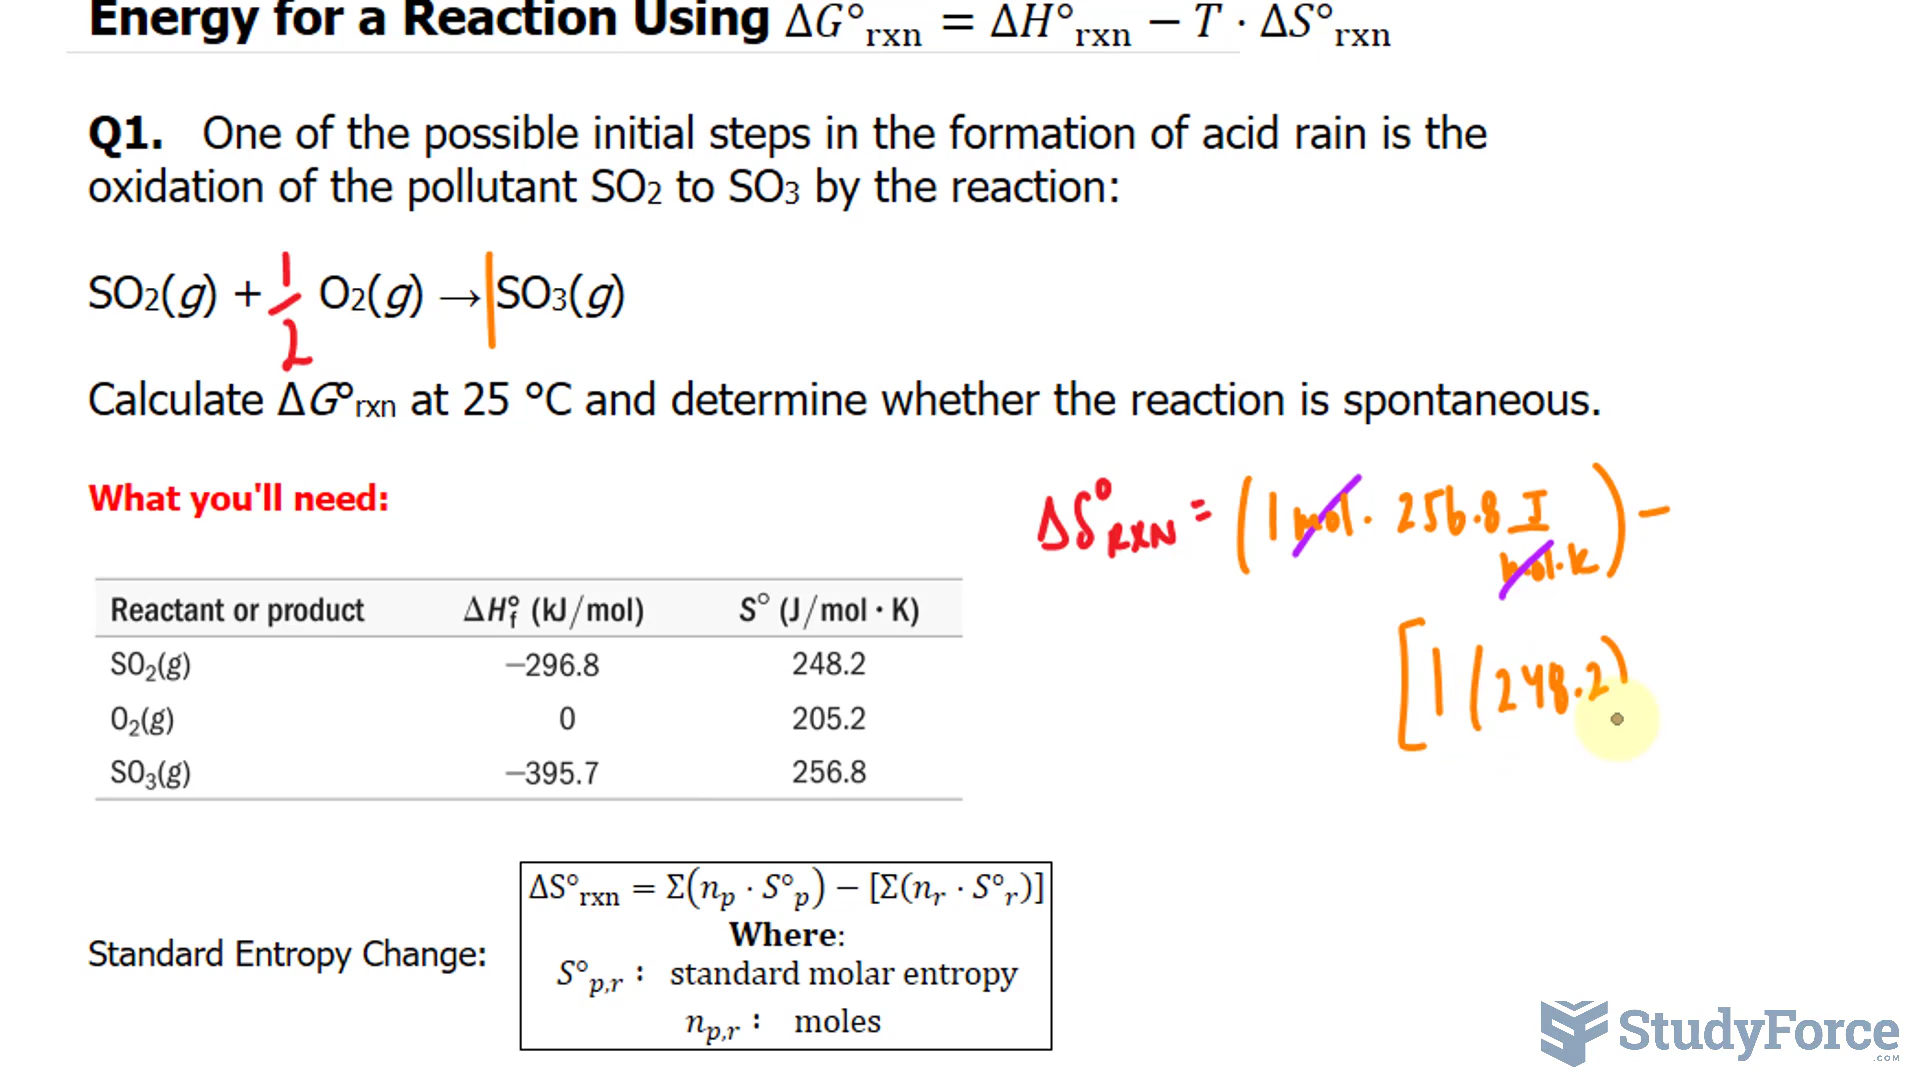 Energy for a Reaction Using ΔG°rxn = ΔH°rxn − T · ΔS°rxn
Q1. One of the possible initial steps in the formation of acid rain is the
oxidation of the pollutant SO2 to SO3 by the reaction:
SO2(g) + 1/2 O2(g) → 1 SO3(g)
Calculate ΔG°rxn at 25 °C and determine whether the reaction is spontaneous.
What you'll need:
ΔS°RXN = (1 mol · 256.8 J/mol·K) −
[1(248.2)
Reactant or product ΔH°f (kJ/mol) S° (J/mol · K)
SO2(g) −296.8 248.2
O2(g) 0 205.2
SO3(g) −395.7 256.8
Standard Entropy Change:
ΔS°rxn = Σ(np · S°p) − [Σ(nr · S°r)]
Where:
S°p,r : standard molar entropy
np,r : moles
StudyForce
.COM